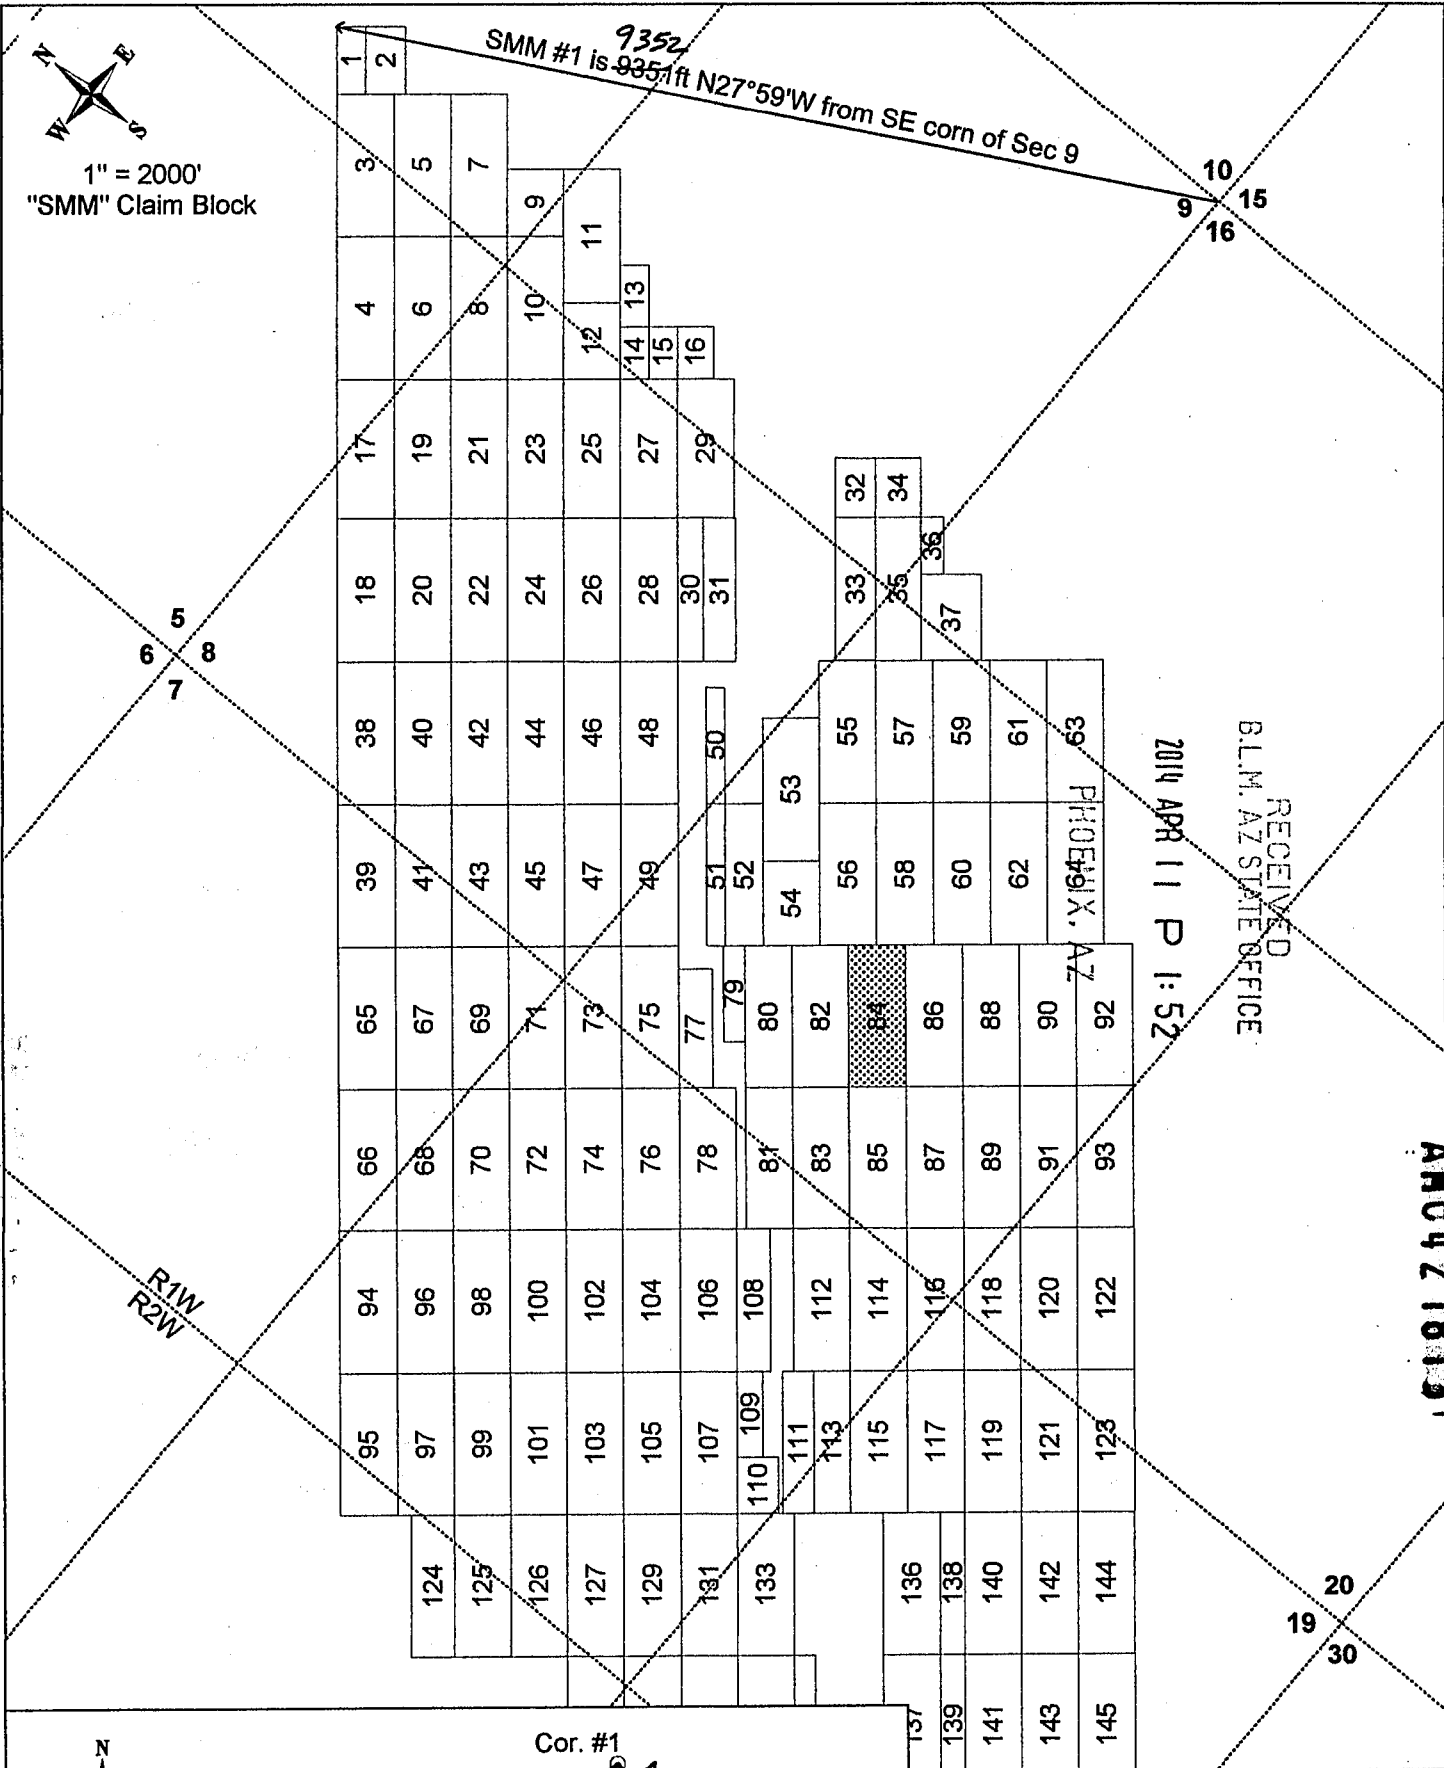 N E
W S
1" = 2000'
"SMM" Claim Block
9352
SMM #1 is 9351ft N27°59'W from SE corn of Sec 9
10
9 15
16
1 2
3 5 7
9 11
4 6 8 10 12
13
14 15 16
17 19 21 23 25 27 29
32 34
18 20 22 24 26 28 30 31
33 35 36
37
5
6 8
7
38 40 42 44 46 48 50
53 55 57 59 61 63
39 41 43 45 47 49 51 52
54 56 58 60 62 64
RECEIVED
B.L.M. AZ STATE OFFICE
2014 APR 11 P 1:52
PHOENIX, AZ
65 67 69 71 73 75 77 79 80 82 84 86 88 90 92
66 68 70 72 74 76 78 81 83 85 87 89 91 93
R1W
R2W
94 96 98 100 102 104 106 108 112 114 116 118 120 122
95 97 99 101 103 105 107 109 111 113 115 117 119 121 123
110
124 125 126 127 129 131 133 136 138 140 142 144
20
19
30
137 139 141 143 145
N
Cor. #1